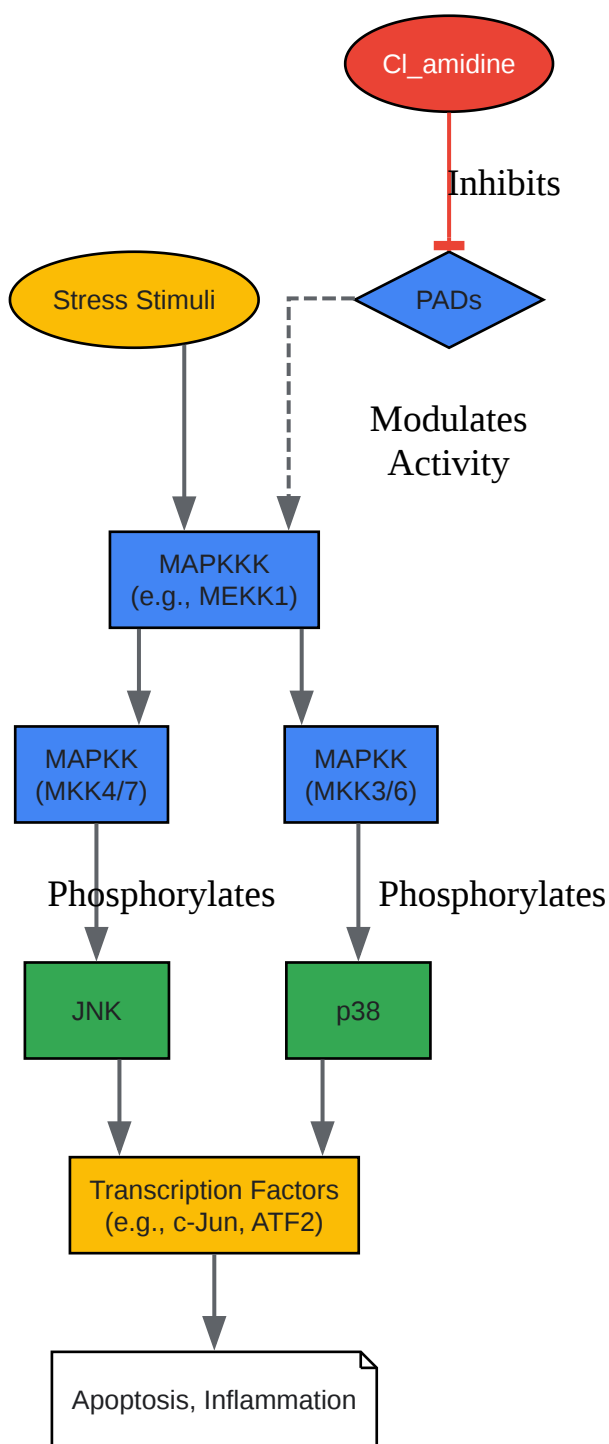 Cl_amidine
Inhibits
Stress Stimuli
PADs
Modulates
Activity
MAPKKK
(e.g., MEKK1)
MAPKK
(MKK4/7)
MAPKK
(MKK3/6)
Phosphorylates
Phosphorylates
JNK
p38
Transcription Factors
(e.g., c-Jun, ATF2)
Apoptosis, Inflammation